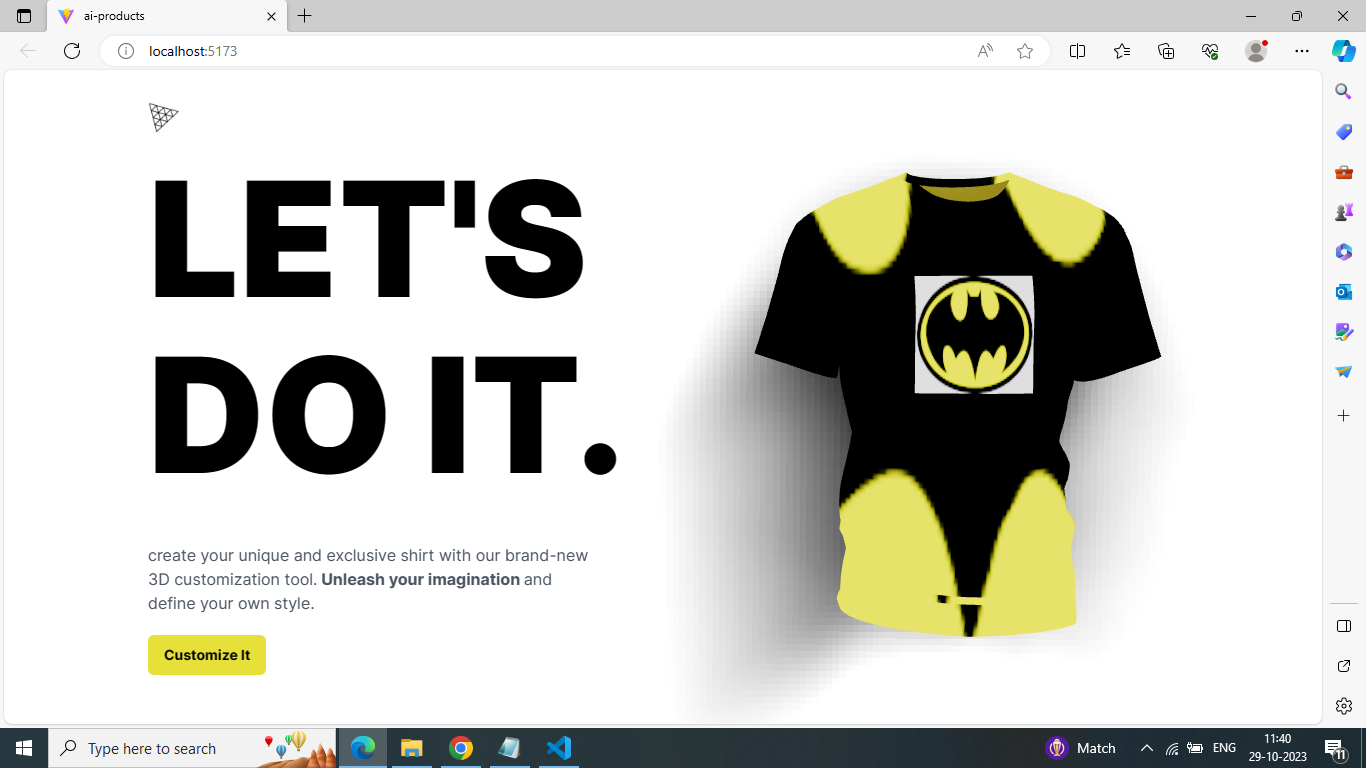 ai-products
localhost:5173
LET'S
DO IT.
create your unique and exclusive shirt with our brand-new
3D customization tool. Unleash your imagination and
define your own style.
Customize It
Type here to search
Match
ENG
11:40
29-10-2023
11